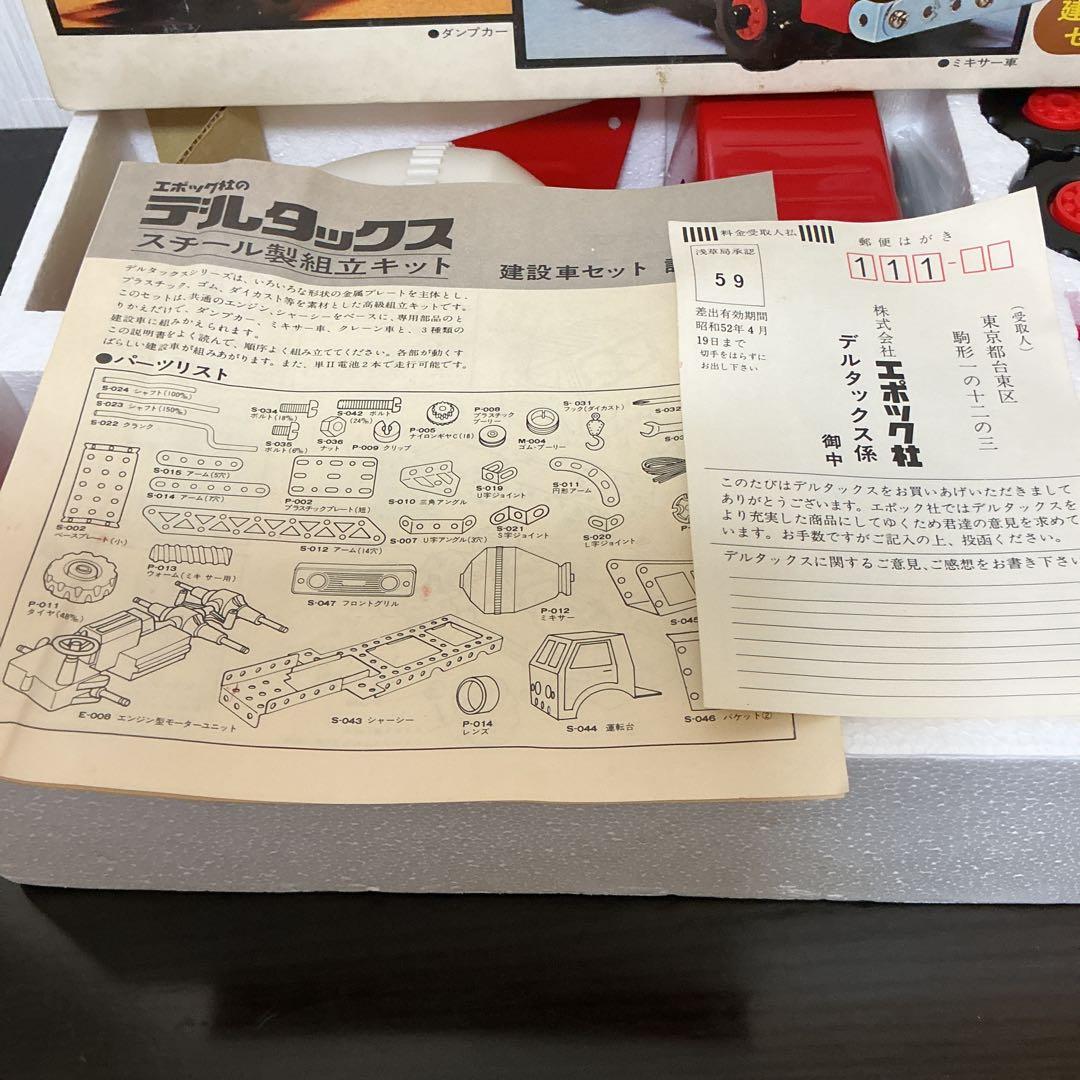 ●ダンプカー
●ミキサー車
建
セ
エポック社の
デルタックス
スチール製組立キット
建設車セット
デルタックスシリーズは、いろいろな形状の金属プレートを主体とし、
プラスチック、ゴム、ダイカスト等を素材とした高級組立キットです。
このセットは、共通のエンジン、シャーシーをベースに、専用部品のと
りかえだけで、ダンプカー、ミキサー車、クレーン車と、3種類の
建設車に組みかえられます。
この説明書をよく読んで、順序よく組み立ててください。各部が動くす
ばらしい建設車が組みあがります。また、単II電池2本で走行可能です。
●パーツリスト
S-024 シャフト(100%)
S-023 シャフト(150%)
S-022 クランク
S-034
ボルト(18%)
S-035
ボルト(6%)
S-042 ボルト
(24%)
S-036
ナット
P-009 クリップ
P-005
ナイロンギヤC(18)
P-008
プラスチック
プーリー
M-004
ゴム・プーリー
S-031
フック(ダイカスト)
S-032
S-002
ベースプレート(小)
S-015 アーム(5穴)
S-014 アーム(7穴)
P-002
プラスチックプレート(短)
S-010 三角アングル
S-019
U字ジョイント
S-011
円形アーム
S-012 アーム(14穴)
S-007 U字アングル(3穴)
S-021
S字ジョイント
S-020
L字ジョイント
P-013
ウォーム(ミキサー用)
P-011
タイヤ(48%)
S-047 フロントグリル
P-012
ミキサー
S-045
E-008 エンジン型モーターユニット
S-043 シャーシー
P-014
レンズ
S-044 運転台
S-046 バケット②
料金受取人払
浅草局承認
59
差出有効期間
昭和52年4月
19日まで
切手をはらずに
お出し下さい
郵便はがき
111-
(受取人)
東京都台東区
駒形一の十二の三
株式会社 エポック社
デルタックス係 御中
このたびはデルタックスをお買いあげいただきまして
ありがとうございます。エポック社ではデルタックスを
より充実した商品にしてゆくため君達の意見を求めて
います。お手数ですがご記入の上、投函ください。
デルタックスに関するご意見、ご感想をお書き下さい